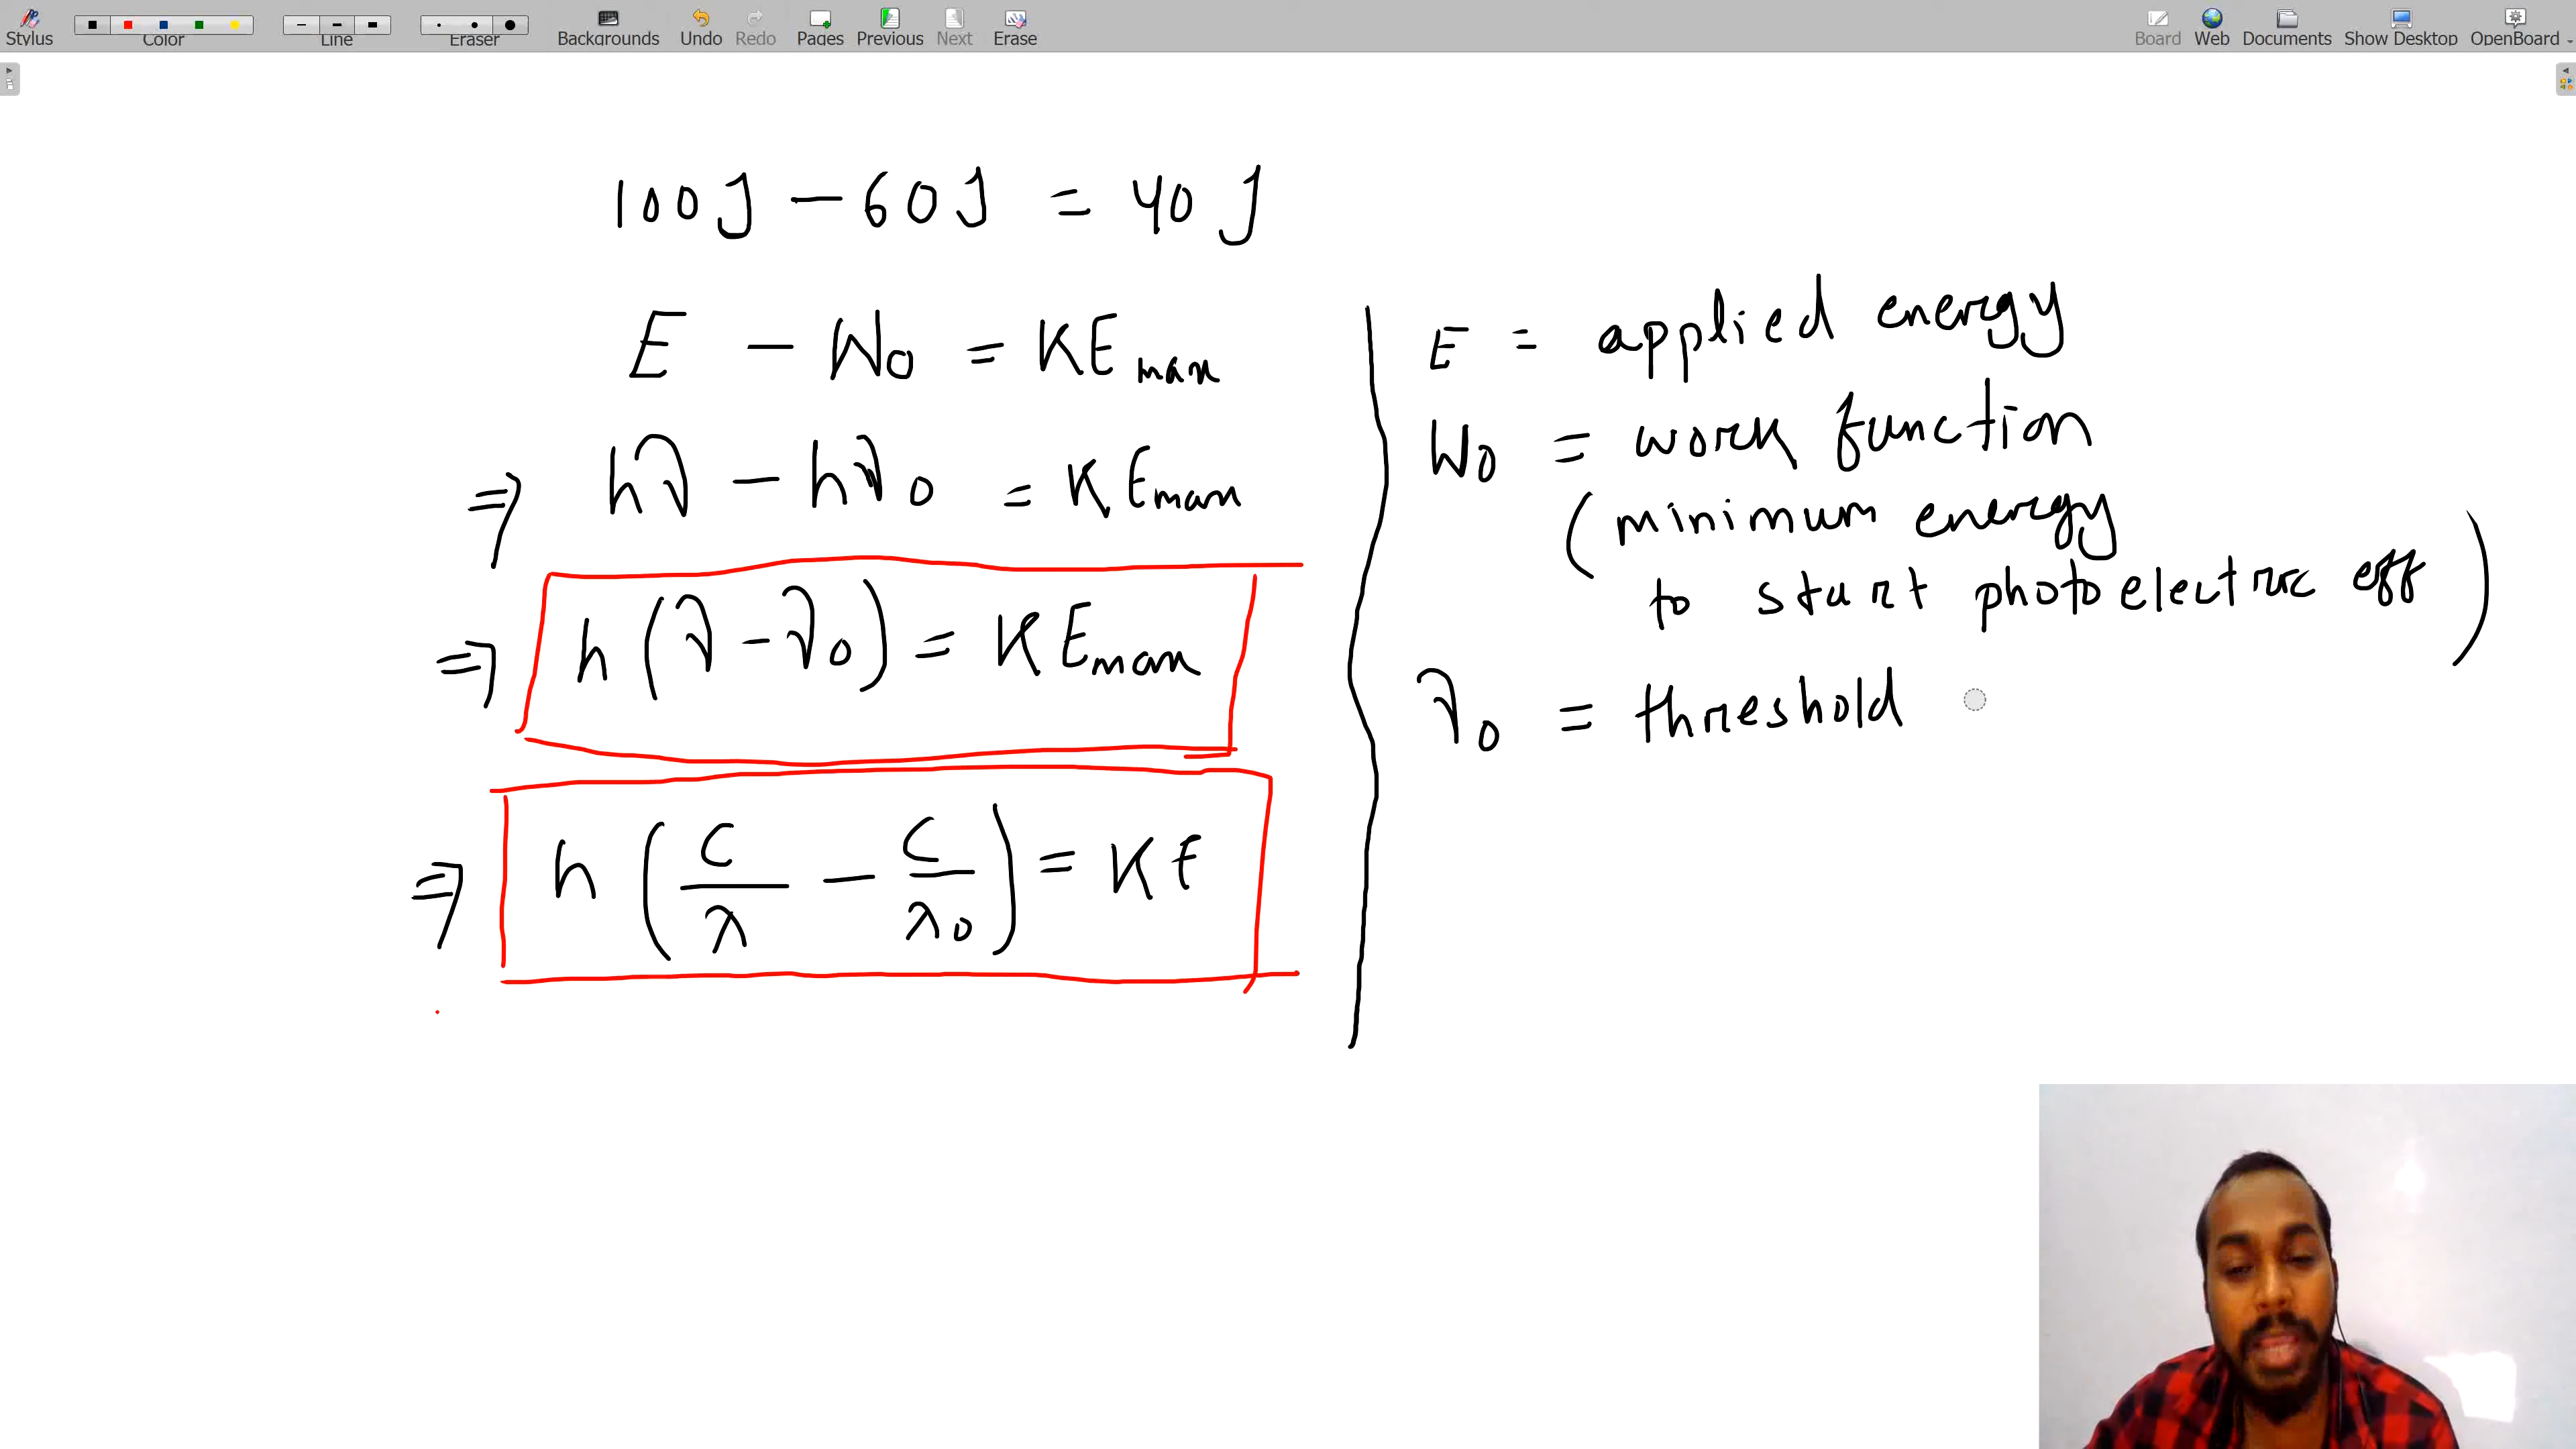 Stylus Color Line Eraser Backgrounds Undo Redo Pages Previous Next Erase Board Web Documents Show Desktop OpenBoard
100J - 60J = 40J
E - W0 = KEmax
⇒ hν - hν0 = KEmax
⇒ h(ν - ν0) = KEmax
⇒ h(c/λ - c/λ0) = KE
E = applied energy
W0 = work function
(minimum energy
to start photoelectric eff)
ν0 = threshold